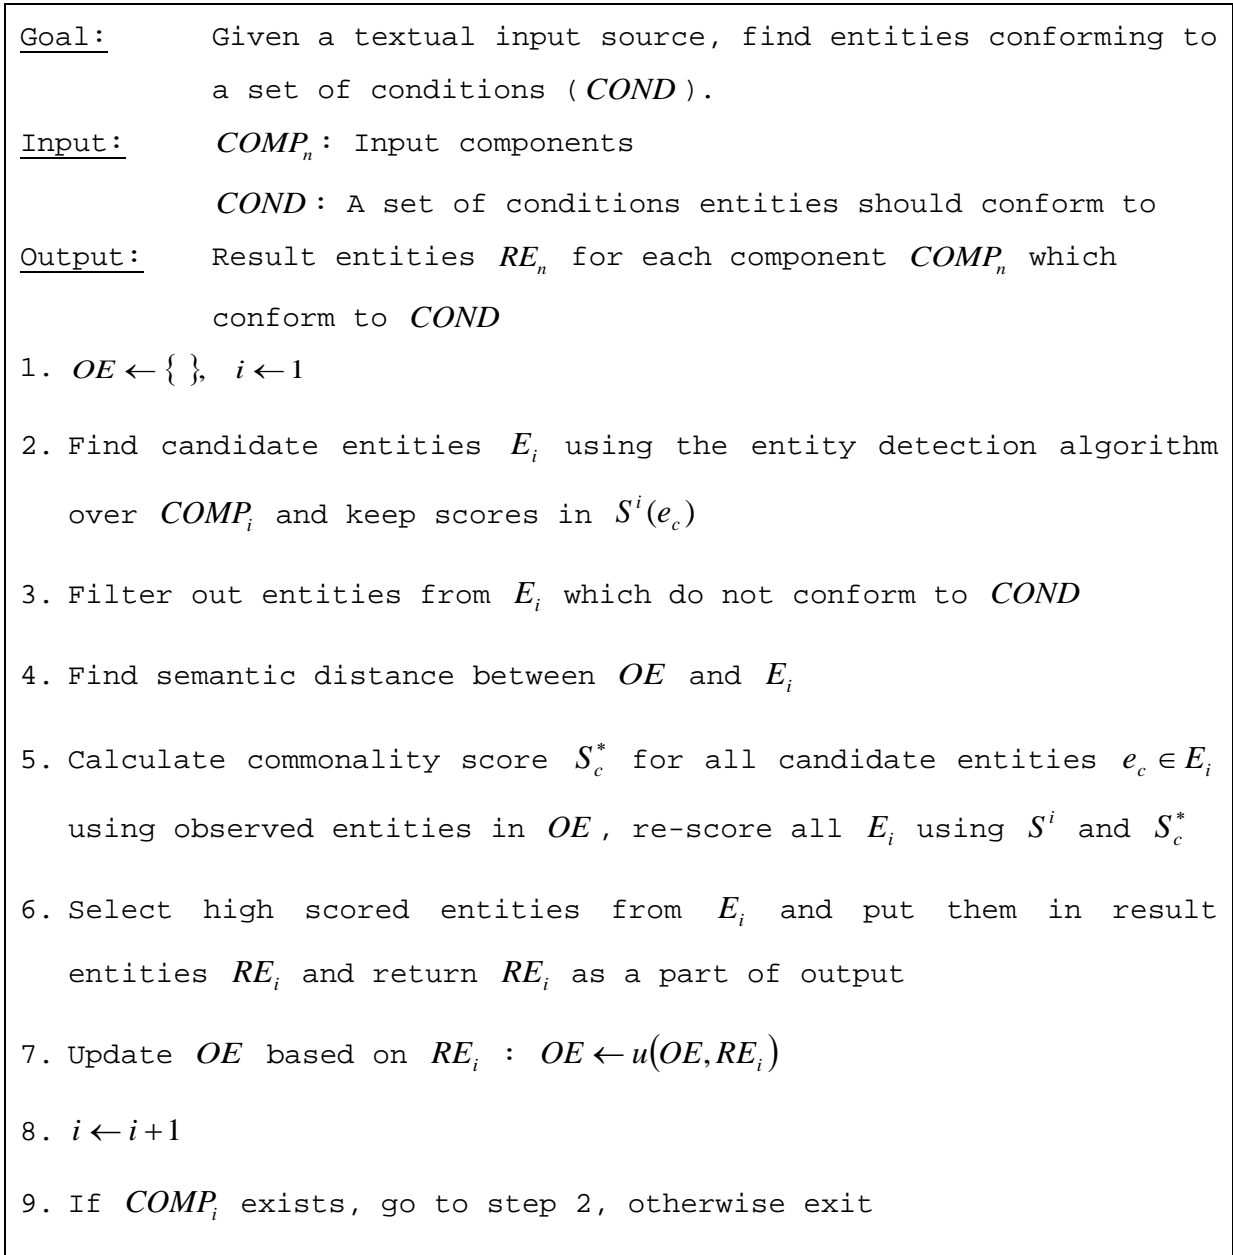 Goal: Given a textual input source, find entities conforming to
a set of conditions (COND).
Input: COMP_n: Input components
COND: A set of conditions entities should conform to
Output: Result entities RE_n for each component COMP_n which
conform to COND
1. OE ← { }, i ← 1
2. Find candidate entities E_i using the entity detection algorithm
over COMP_i and keep scores in S^i(e_c)
3. Filter out entities from E_i which do not conform to COND
4. Find semantic distance between OE and E_i
5. Calculate commonality score S_c^* for all candidate entities e_c ∈ E_i
using observed entities in OE, re-score all E_i using S^i and S_c^*
6. Select high scored entities from E_i and put them in result
entities RE_i and return RE_i as a part of output
7. Update OE based on RE_i : OE ← u(OE, RE_i)
8. i ← i + 1
9. If COMP_i exists, go to step 2, otherwise exit